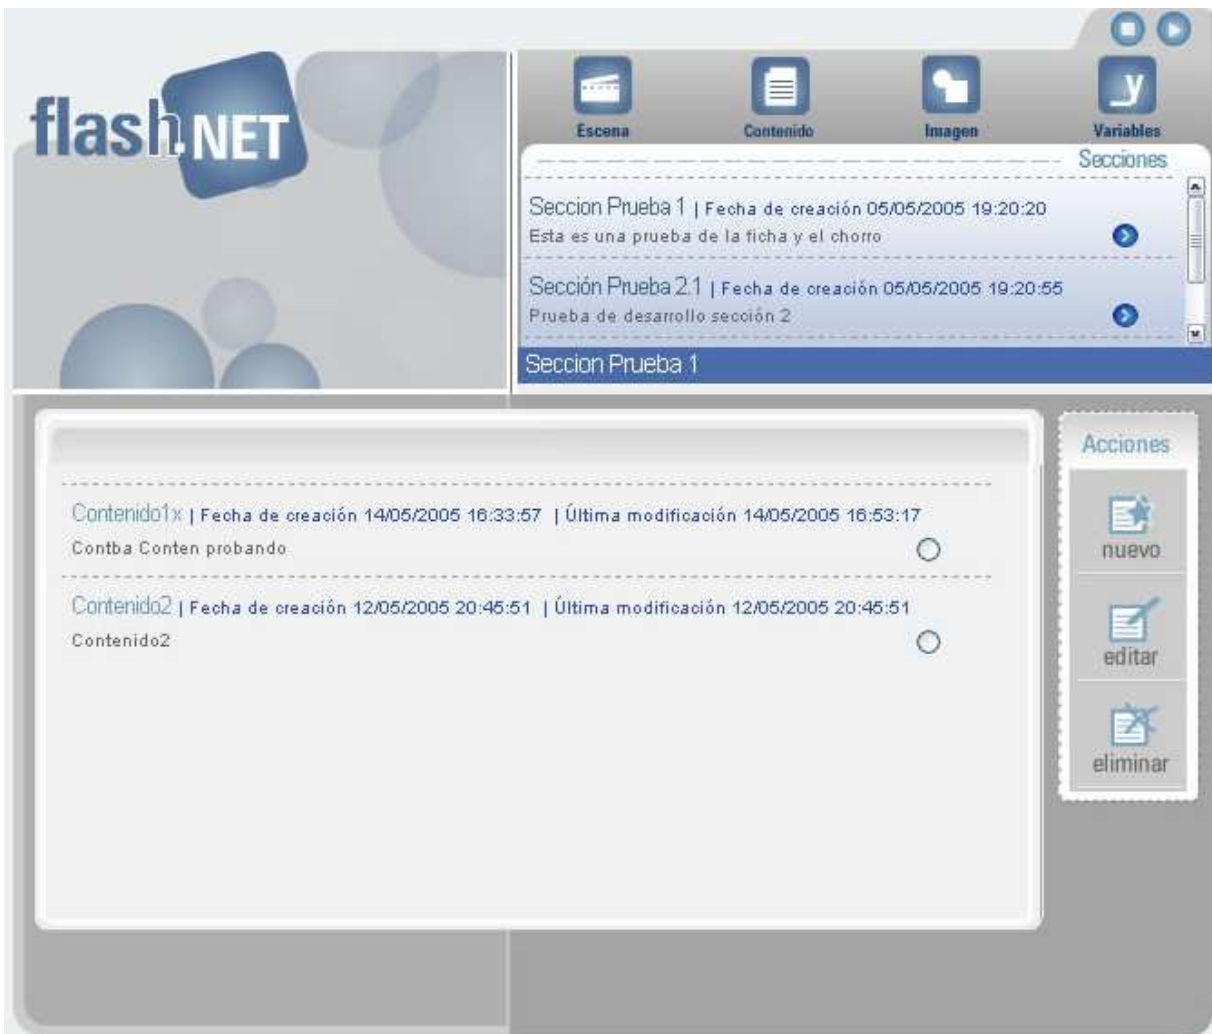 flash.NET
Escena Contenido Imagen _y Variables
Secciones
Seccion Prueba 1 | Fecha de creación 05/05/2005 19:20:20
Esta es una prueba de la ficha y el chorro
Sección Prueba 2.1 | Fecha de creación 05/05/2005 19:20:55
Prueba de desarrollo sección 2
Seccion Prueba 1
Acciones
Contenido1x | Fecha de creación 14/05/2005 16:33:57 | Última modificación 14/05/2005 16:53:17
Contba Conten probando
nuevo
Contenido2 | Fecha de creación 12/05/2005 20:45:51 | Última modificación 12/05/2005 20:45:51
Contenido2
editar
eliminar